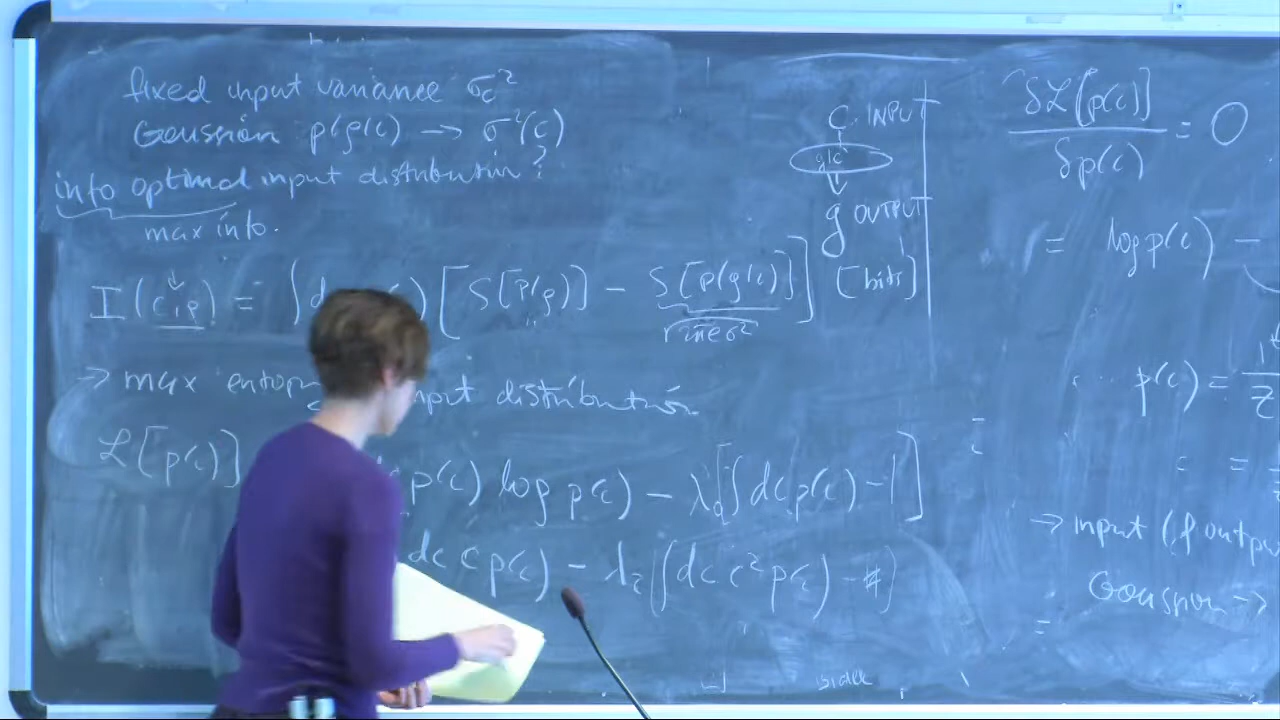 fixed input variance σc²
Gaussian p(g|c) → σ²(c)
info optimal input distribution?
max info.
I(c;g) = ∫d c) [S[p(g)] - S[p(g|c)]] [bits]
→ max entrop input distribution
L[p(c)] p(c) log p(c) - λ₀[∫dc p(c) - 1]
dc c p(c) - λ₂(∫dc c² p(c) - #)
C INPUT
g|c
g OUTPUT
δL[p(c)] / δp(c) = 0
= log p(c) -
p(c) = 1 / Z
=
→ input (& outpu
Gaussian →
=